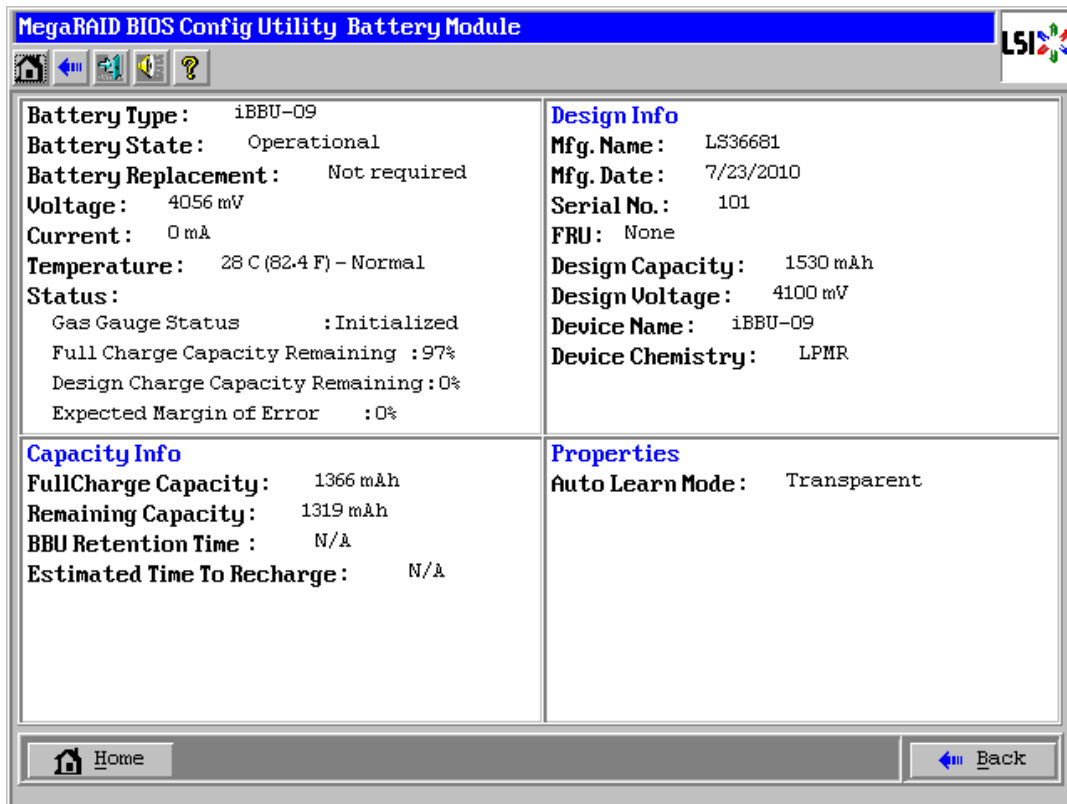 MegaRAID BIOS Config Utility Battery Module
LSI
?
Battery Type: iBBU-09
Battery State: Operational
Battery Replacement: Not required
Voltage: 4056 mV
Current: 0 mA
Temperature: 28 C (82.4 F) – Normal
Status:
Gas Gauge Status :Initialized
Full Charge Capacity Remaining :97%
Design Charge Capacity Remaining:0%
Expected Margin of Error :0%
Design Info
Mfg. Name: LS36681
Mfg. Date: 7/23/2010
Serial No.: 101
FRU: None
Design Capacity: 1530 mAh
Design Voltage: 4100 mV
Device Name: iBBU-09
Device Chemistry: LPMR
Capacity Info
FullCharge Capacity: 1366 mAh
Remaining Capacity: 1319 mAh
BBU Retention Time : N/A
Estimated Time To Recharge: N/A
Properties
Auto Learn Mode: Transparent
Home
Back